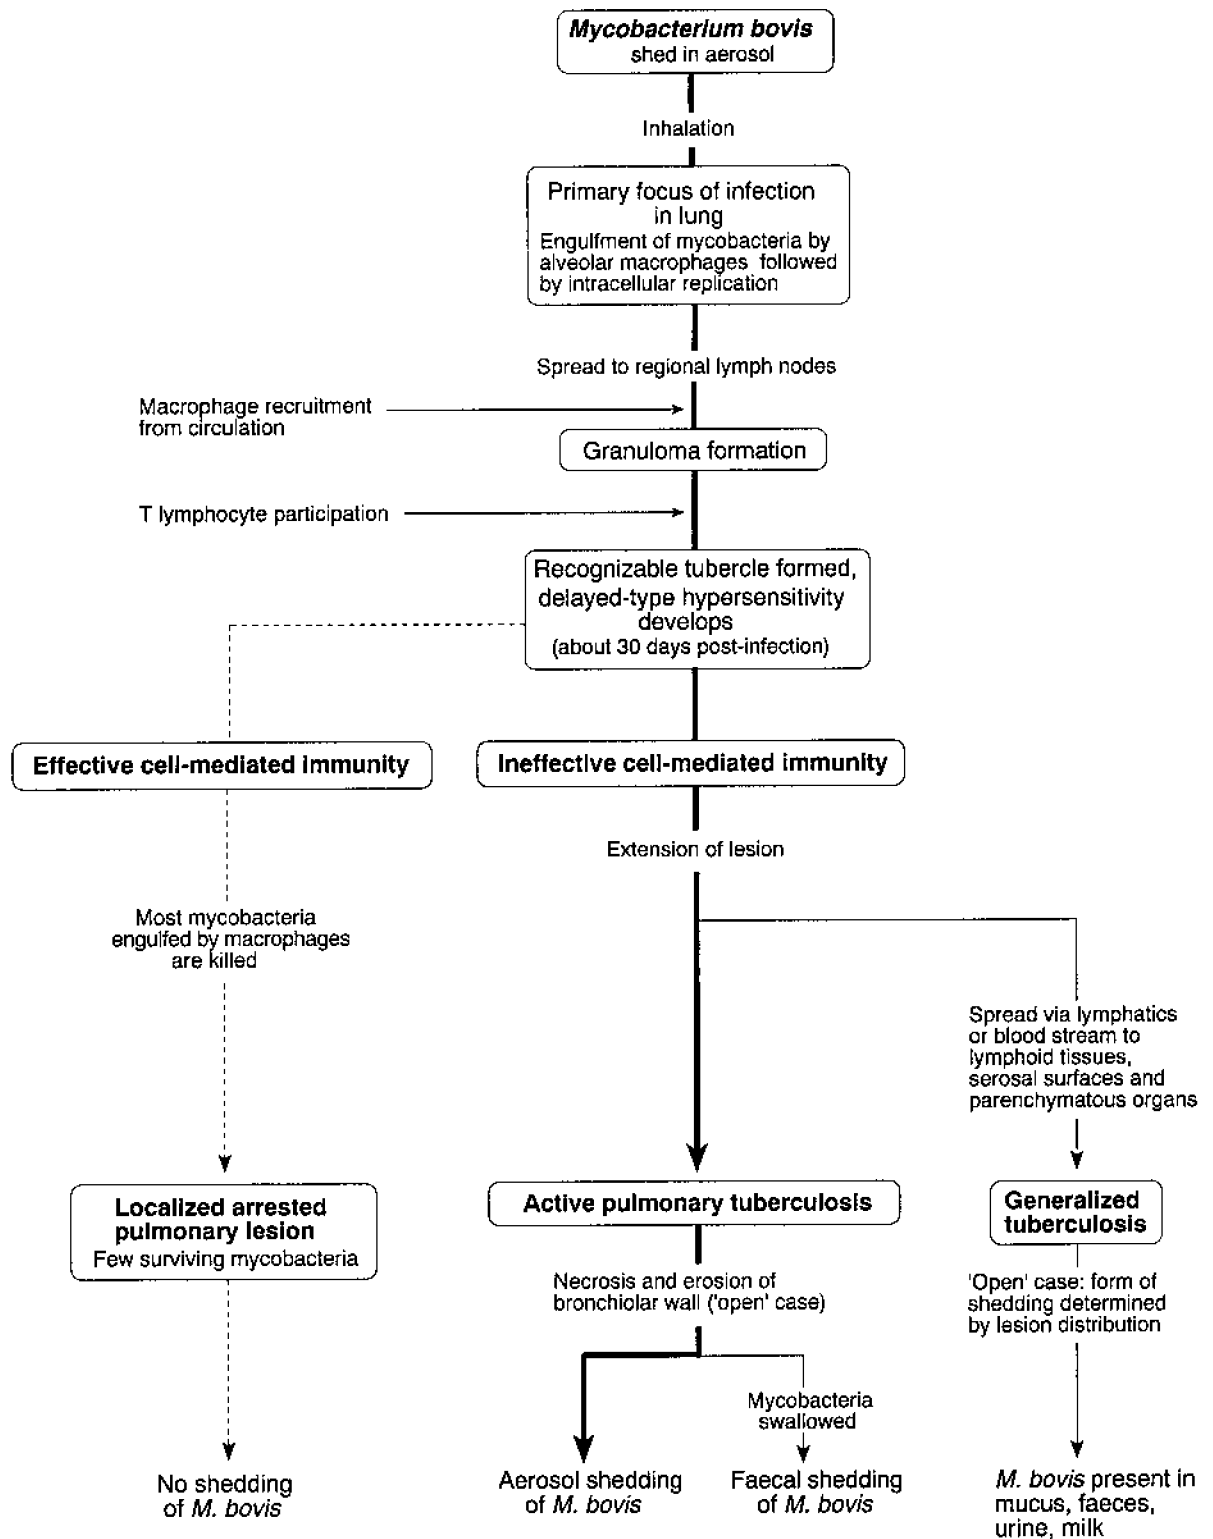 Mycobacterium bovis
shed in aerosol
Inhalation
Primary focus of infection
in lung
Engulfment of mycobacteria by
alveolar macrophages followed
by intracellular replication
Spread to regional lymph nodes
Macrophage recruitment
from circulation
Granuloma formation
T lymphocyte participation
Recognizable tubercle formed,
delayed-type hypersensitivity
develops
(about 30 days post-infection)
Effective cell-mediated immunity
Ineffective cell-mediated immunity
Extension of lesion
Most mycobacteria
engulfed by macrophages
are killed
Spread via lymphatics
or blood stream to
lymphoid tissues,
serosal surfaces and
parenchymatous organs
Localized arrested
pulmonary lesion
Few surviving mycobacteria
Active pulmonary tuberculosis
Generalized
tuberculosis
Necrosis and erosion of
bronchiolar wall ('open' case)
'Open' case: form of
shedding determined
by lesion distribution
Mycobacteria
swallowed
No shedding
of M. bovis
Aerosol shedding
of M. bovis
Faecal shedding
of M. bovis
M. bovis present in
mucus, faeces,
urine, milk